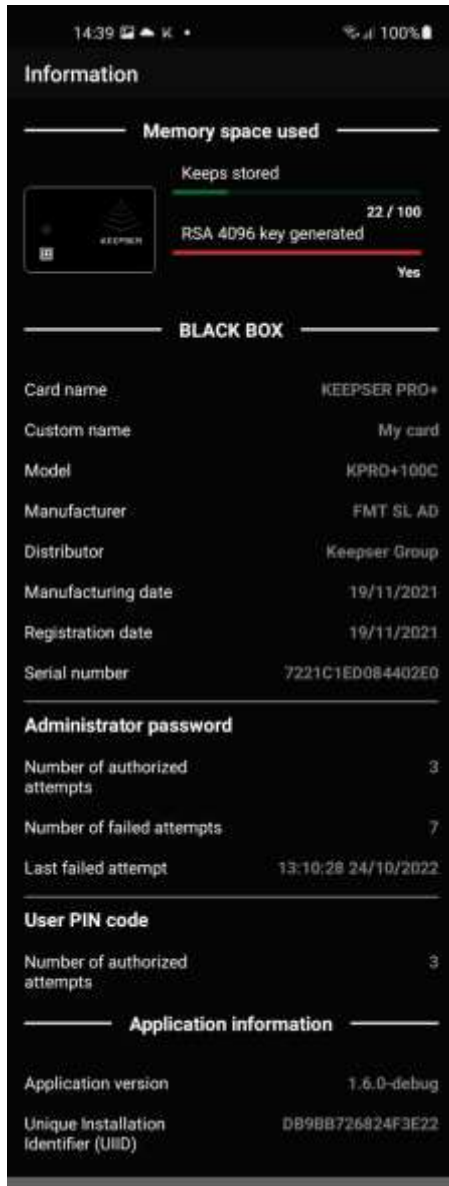 14:39 K • 100%
Information
Memory space used
Keeps stored
22 / 100
RSA 4096 key generated
KEEPSER
Yes
BLACK BOX
Card name KEEPSER PRO+
Custom name My card
Model KPRO+100C
Manufacturer FMT SL AD
Distributor Keepser Group
Manufacturing date 19/11/2021
Registration date 19/11/2021
Serial number 7221C1ED084402E0
Administrator password
Number of authorized 3
attempts
Number of failed attempts 7
Last failed attempt 13:10:28 24/10/2022
User PIN code
Number of authorized 3
attempts
Application information
Application version 1.6.0-debug
Unique Installation DB9BB726824F3E22
Identifier (UIID)